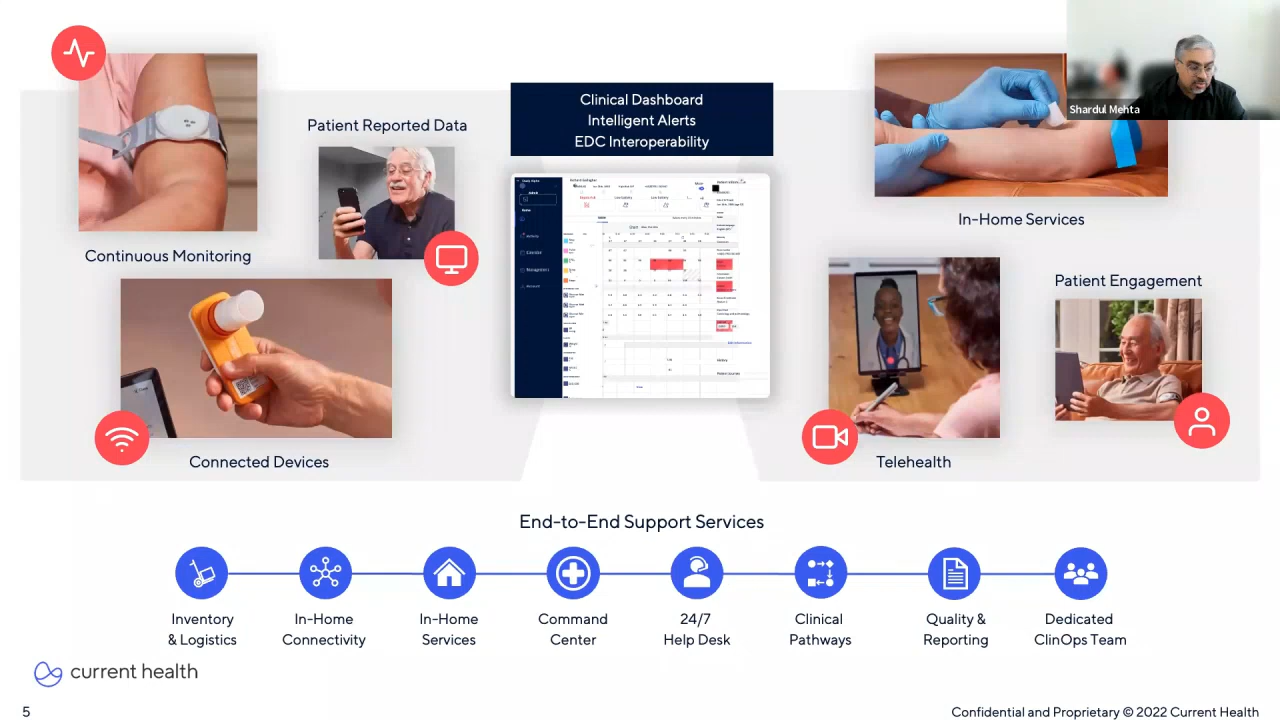 Shardul Mehta
Patient Reported Data
Clinical Dashboard
Intelligent Alerts
EDC Interoperability
Continuous Monitoring
In-Home Services
Patient Engagement
Connected Devices
Telehealth
End-to-End Support Services
Inventory
& Logistics
In-Home
Connectivity
In-Home
Services
Command
Center
24/7
Help Desk
Clinical
Pathways
Quality &
Reporting
Dedicated
ClinOps Team
current health
5
Confidential and Proprietary © 2022 Current Health